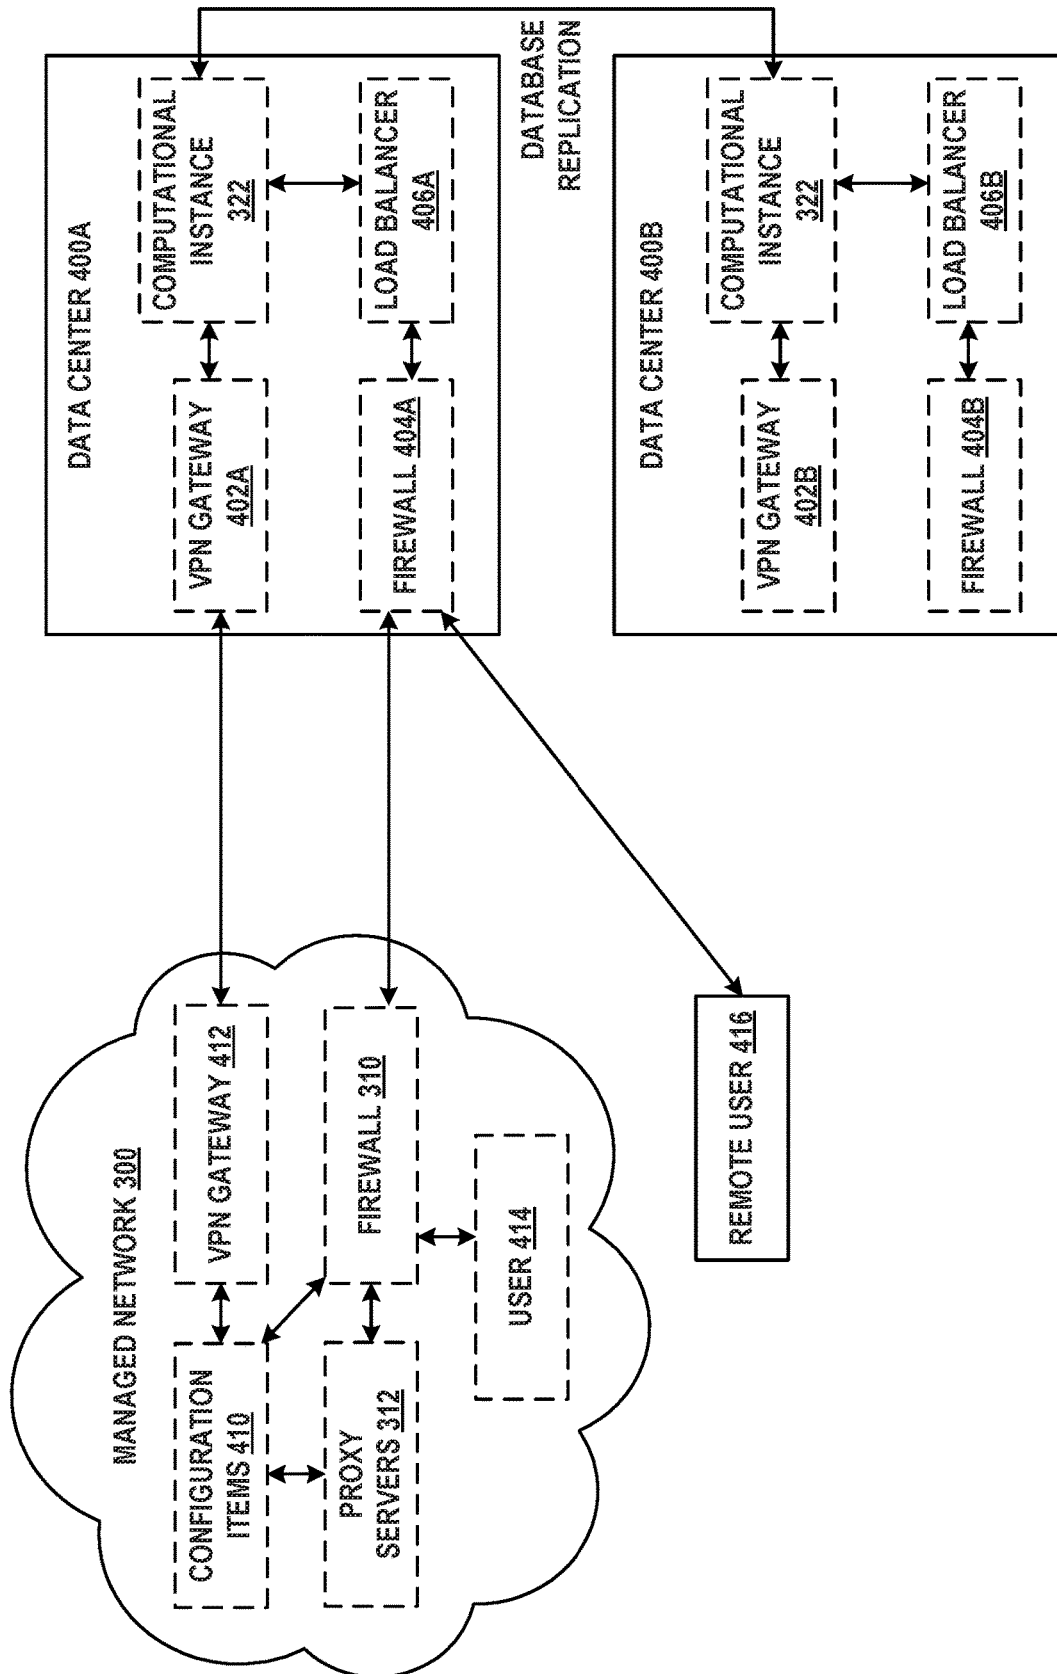 MANAGED NETWORK 300
CONFIGURATION
ITEMS 410
VPN GATEWAY 412
PROXY
SERVERS 312
FIREWALL 310
USER 414
REMOTE USER 416
DATA CENTER 400A
VPN GATEWAY
402A
COMPUTATIONAL
INSTANCE
322
FIREWALL 404A
LOAD BALANCER
406A
DATABASE
REPLICATION
DATA CENTER 400B
VPN GATEWAY
402B
COMPUTATIONAL
INSTANCE
322
FIREWALL 404B
LOAD BALANCER
406B